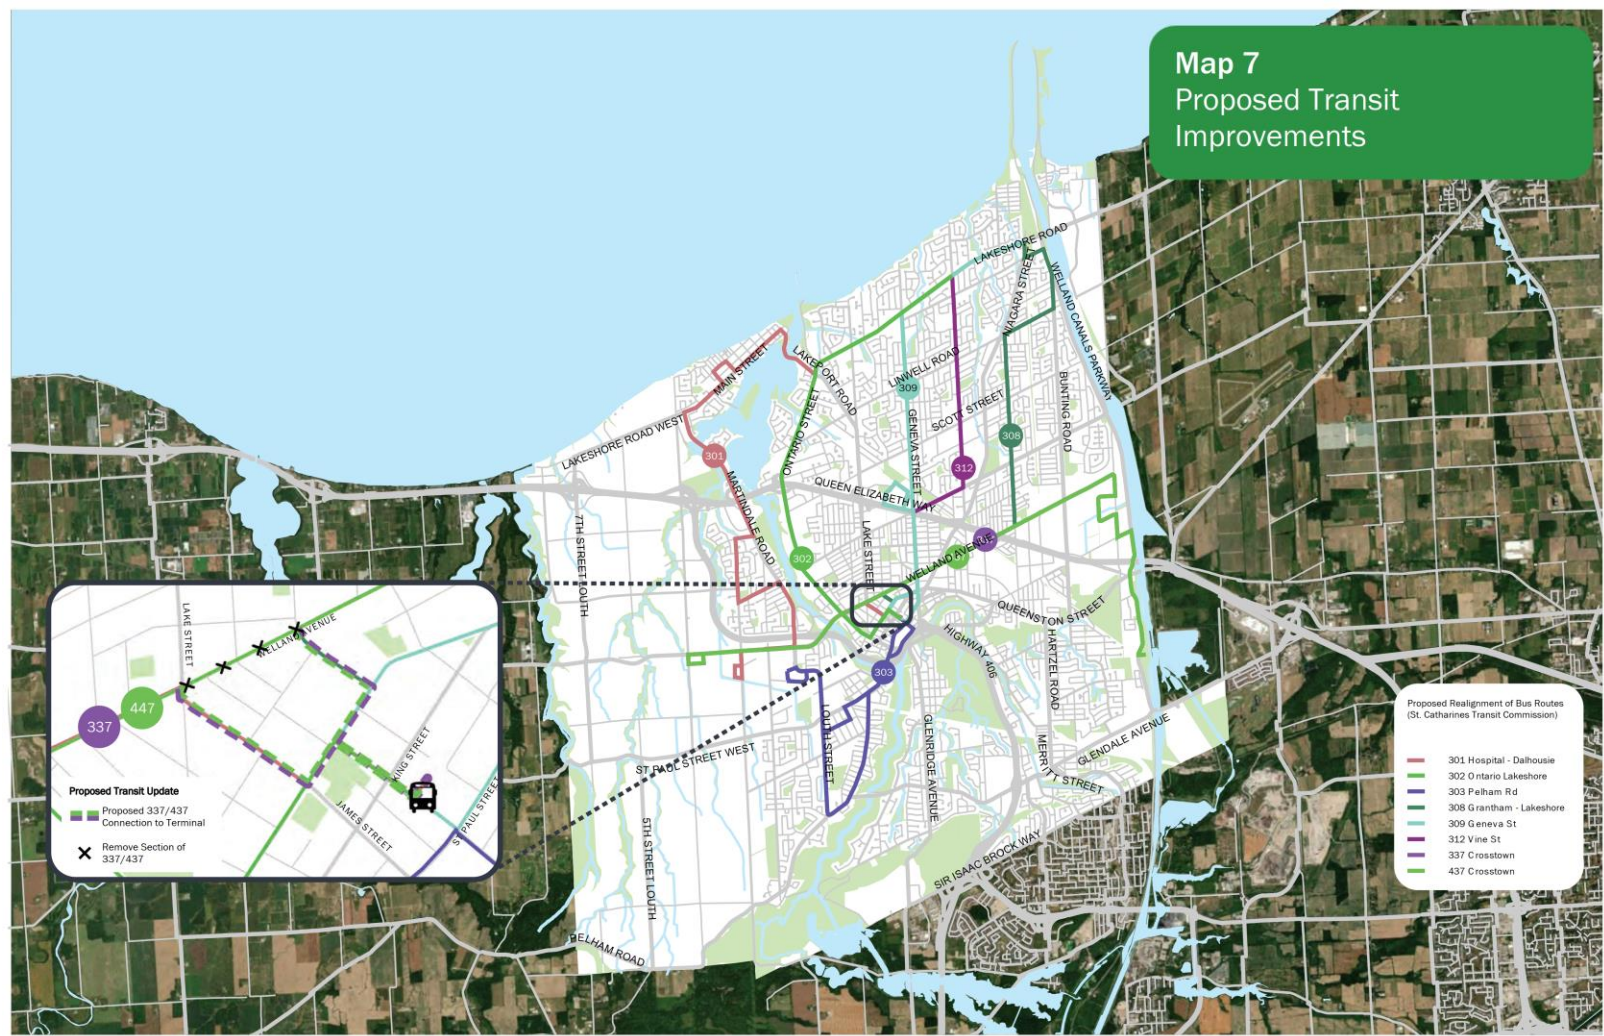 Map 7
Proposed Transit
Improvements
LAKESHORE ROAD
NIAGARA STREET
WELLAND CANALS PARKWAY
MAIN STREET
LAKEPORT ROAD
LINWELL ROAD
309
ONTARIO STREET
SCOTT STREET
BUNTING ROAD
LAKESHORE ROAD WEST
GENEVA STREET
308
301
312
MARTINDALE ROAD
QUEEN ELIZABETH WAY
7TH STREET LOUTH
LAKE STREET
302
WELLAND AVENUE
QUEENSTON STREET
HIGHWAY 406
HARTZEL ROAD
303
LOUTH STREET
GLENRIDGE AVENUE
ST PAUL STREET WEST
MERRITT STREET
GLENDALE AVENUE
5TH STREET LOUTH
SIR ISAAC BROCK WAY
PELHAM ROAD
LAKE STREET
WELLAND AVENUE
447
337
KING STREET
JAMES STREET
ST PAUL STREET
Proposed Transit Update
Proposed 337/437
Connection to Terminal
Remove Section of
337/437
Proposed Realignment of Bus Routes
(St. Catharines Transit Commission)
301 Hospital - Dalhousie
302 Ontario Lakeshore
303 Pelham Rd
308 Grantham - Lakeshore
309 Geneva St
312 Vine St
337 Crosstown
437 Crosstown